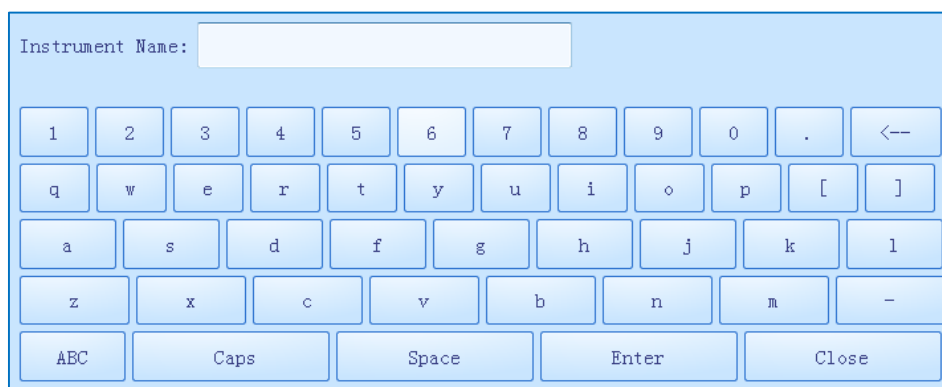 Instrument Name:
1 2 3 4 5 6 7 8 9 0 . <--
q w e r t y u i o p [ ]
a s d f g h j k l
z x c v b n m -
ABC Caps Space Enter Close